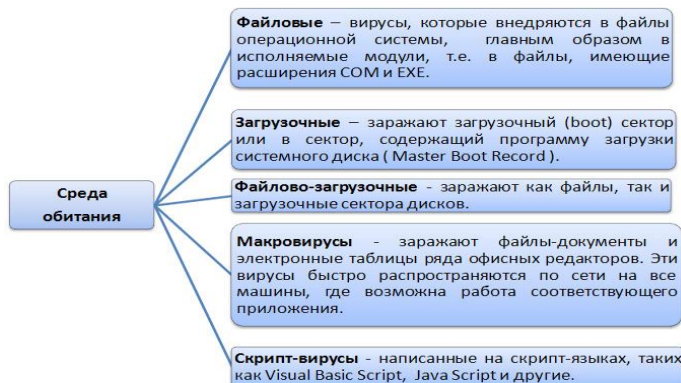 Файловые – вирусы, которые внедряются в файлы
операционной системы, главным образом в
исполняемые модули, т.е. в файлы, имеющие
расширения COM и EXE.
Загрузочные – заражают загрузочный (boot) сектор
или в сектор, содержащий программу загрузки
системного диска ( Master Boot Record ).
Среда
обитания
Файлово-загрузочные - заражают как файлы, так и
загрузочные сектора дисков.
Макровирусы - заражают файлы-документы и
электронные таблицы ряда офисных редакторов. Эти
вирусы быстро распространяются по сети на все
машины, где возможна работа соответствующего
приложения.
Скрипт-вирусы - написанные на скрипт-языках, таких
как Visual Basic Script, Java Script и другие.